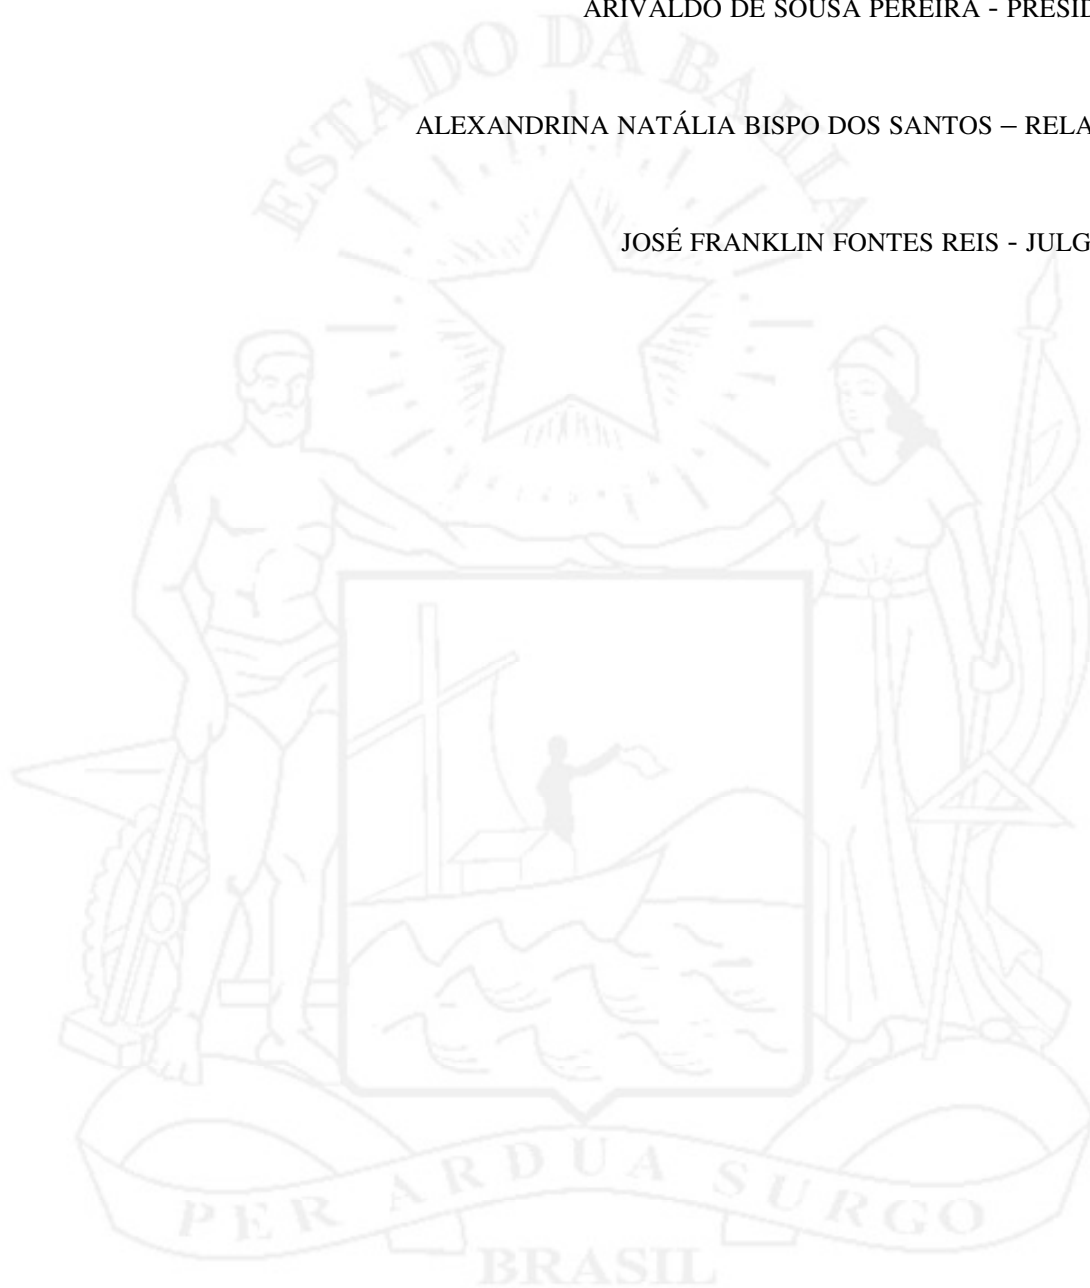 ARIVALDO DE SOUSA PEREIRA - PRESID
ALEXANDRINA NATÁLIA BISPO DOS SANTOS – RELA
JOSÉ FRANKLIN FONTES REIS - JULG
ESTADO DA BAHIA
PER ARDUA SURGO
BRASIL